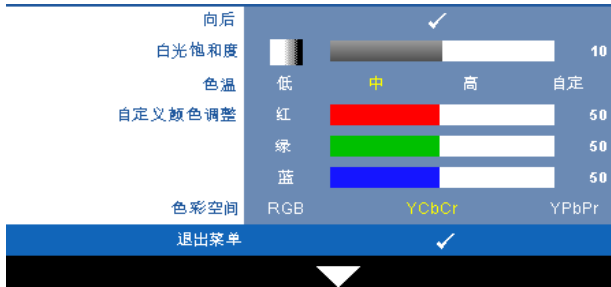 向后
白光饱和度 10
色温 低 中 高 自定
自定义颜色调整 红 50
绿 50
蓝 50
色彩空间 RGB YCbCr YPbPr
退出菜单